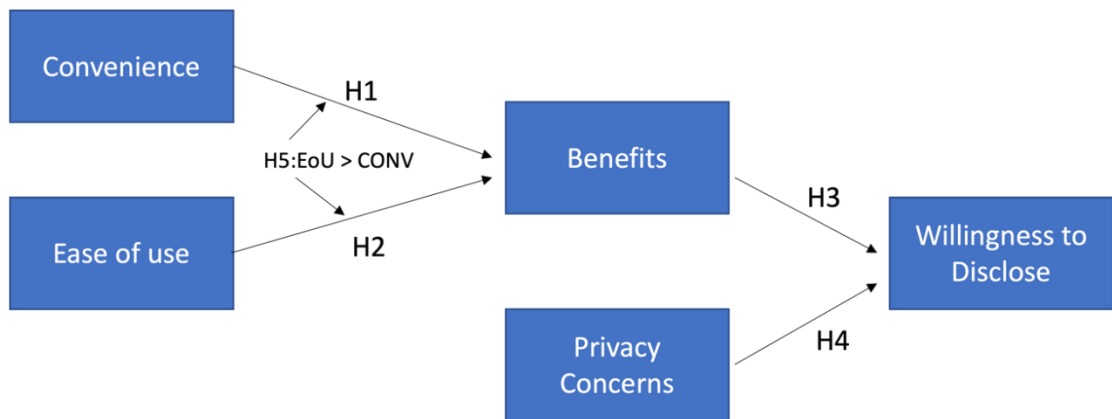 Convenience
H1
H5:EoU > CONV
Ease of use
H2
Benefits
H3
Privacy
Concerns
H4
Willingness to
Disclose